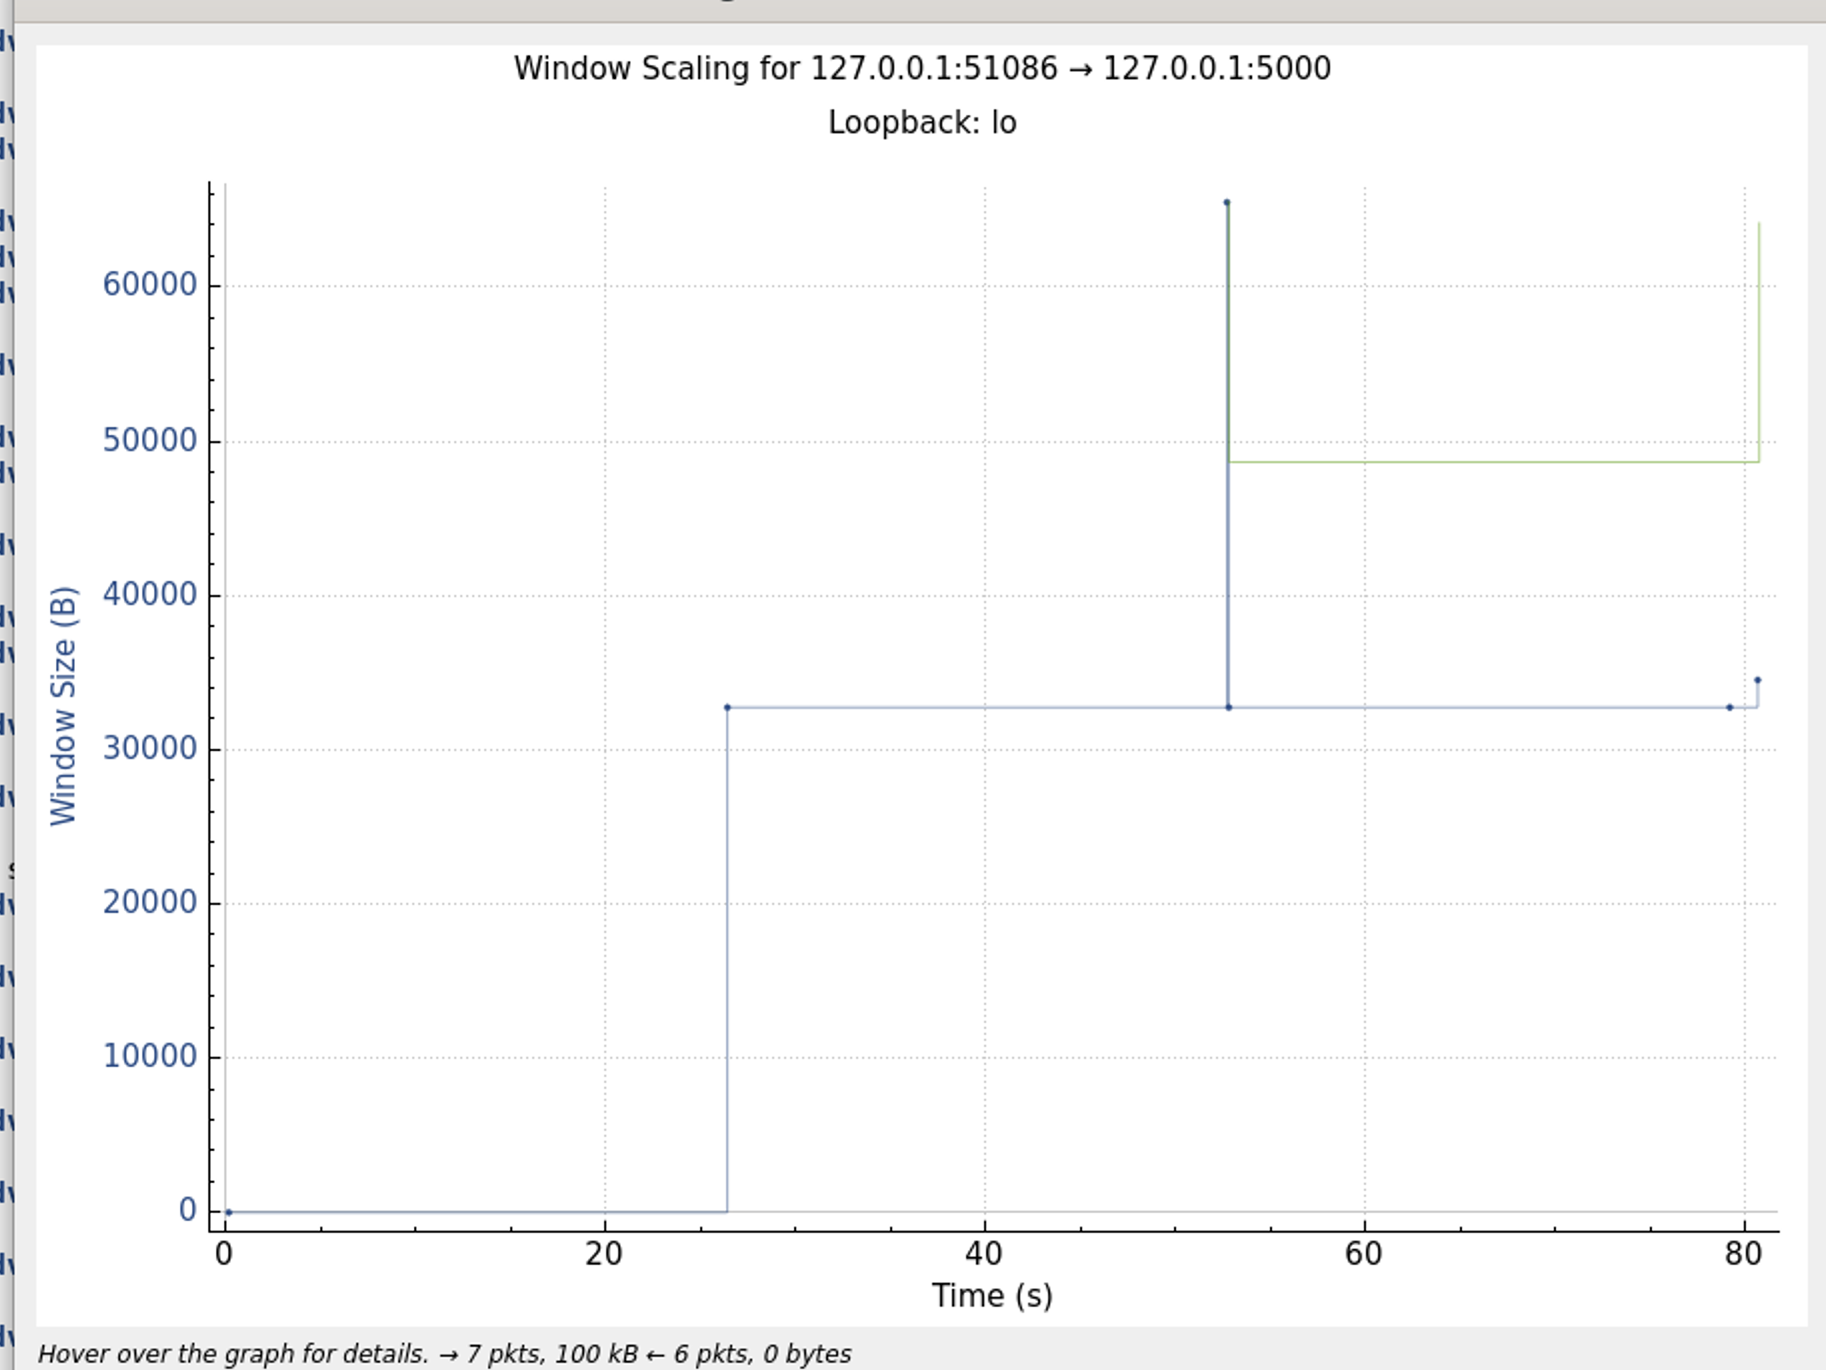 Window Scaling for 127.0.0.1:51086 → 127.0.0.1:5000
Loopback: lo
60000
50000
40000
30000
20000
10000
0
Window Size (B)
0 20 40 60 80
Time (s)
Hover over the graph for details. → 7 pkts, 100 kB ← 6 pkts, 0 bytes